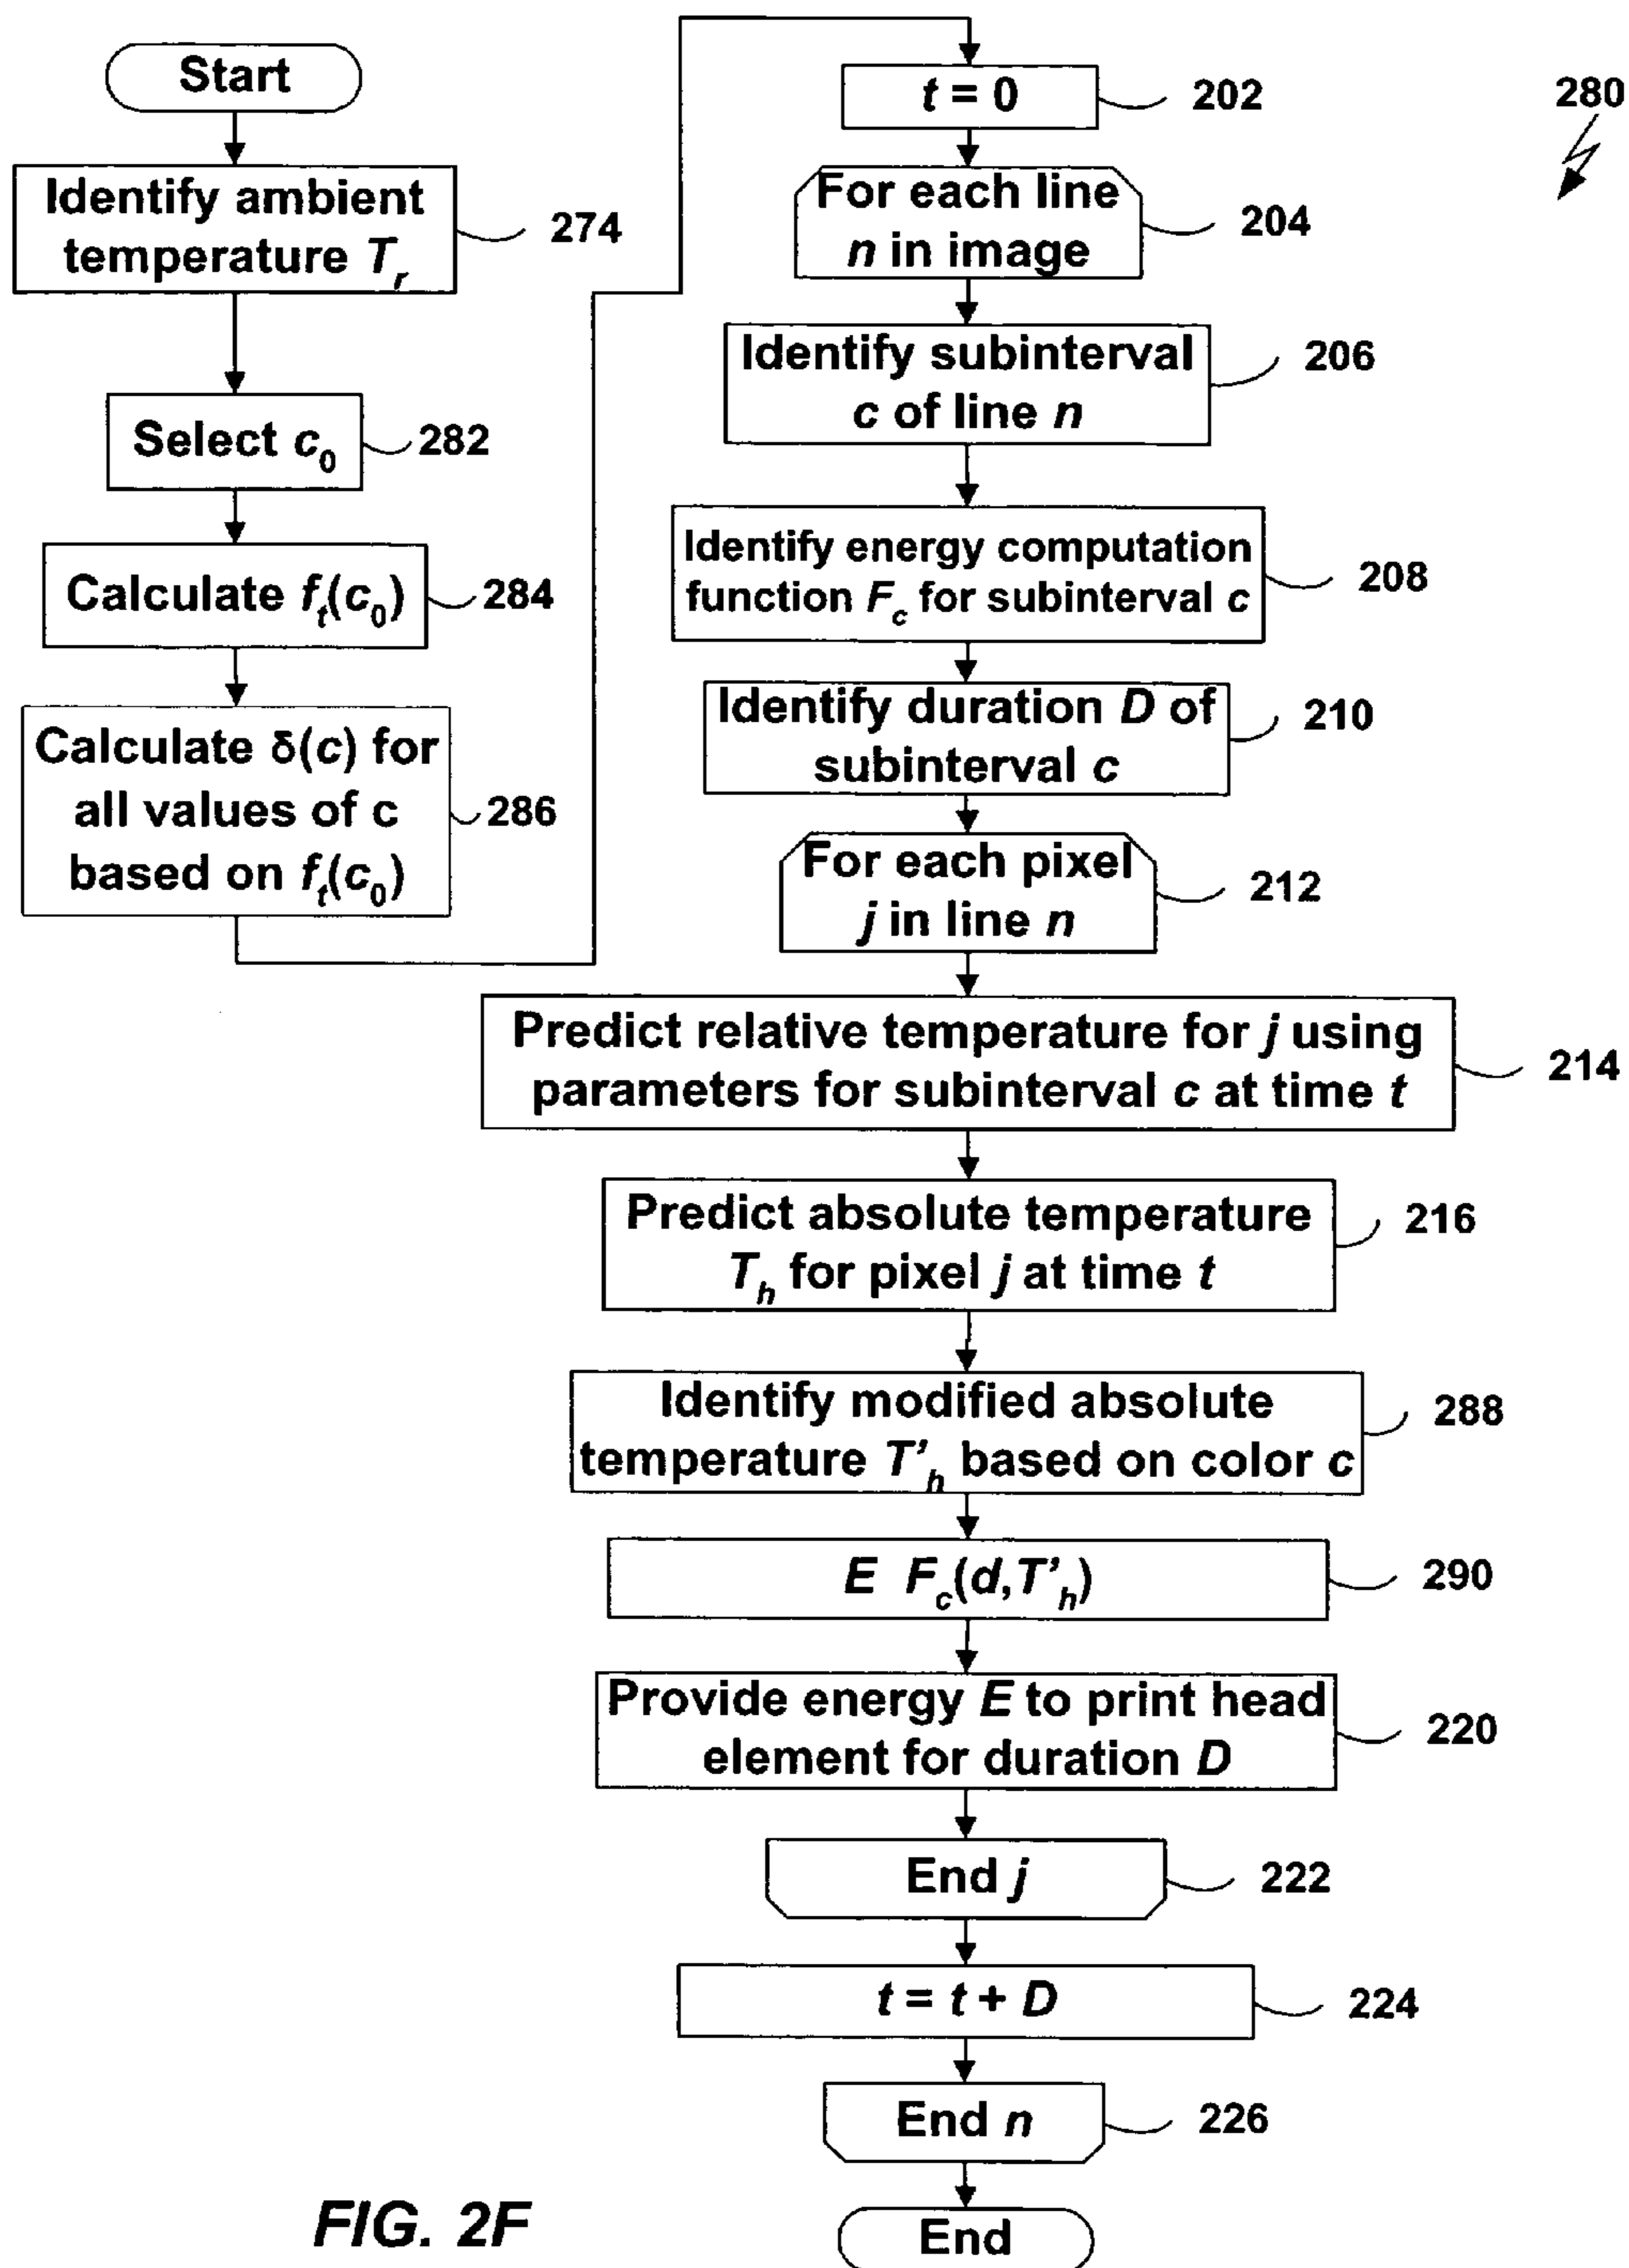 Start
Identify ambient
temperature T_r
274
Select c_0
282
Calculate f_t(c_0)
284
Calculate δ(c) for
all values of c
based on f_t(c_0)
286
t = 0
202
280
For each line
n in image
204
Identify subinterval
c of line n
206
Identify energy computation
function F_c for subinterval c
208
Identify duration D of
subinterval c
210
For each pixel
j in line n
212
Predict relative temperature for j using
parameters for subinterval c at time t
214
Predict absolute temperature
T_h for pixel j at time t
216
Identify modified absolute
temperature T'_h based on color c
288
E F_c(d,T'_h)
290
Provide energy E to print head
element for duration D
220
End j
222
t = t + D
224
End n
226
End
FIG. 2F